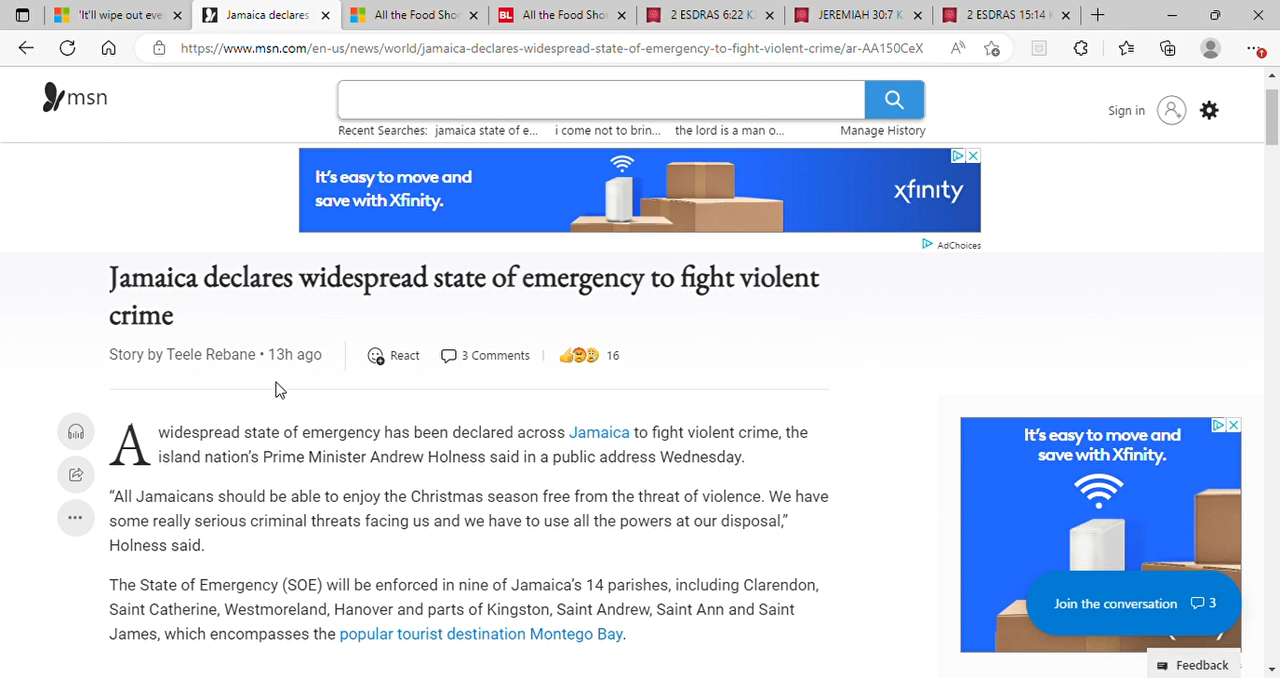 'It'll wipe out eve
Jamaica declares
All the Food Shor
All the Food Shor
2 ESDRAS 6:22 K
JEREMIAH 30:7 K
2 ESDRAS 15:14 K
https://www.msn.com/en-us/news/world/jamaica-declares-widespread-state-of-emergency-to-fight-violent-crime/ar-AA150CeX
msn
Sign in
Recent Searches: jamaica state of e... i come not to brin... the lord is a man o... Manage History
It's easy to move and
save with Xfinity.
xfinity
AdChoices
Jamaica declares widespread state of emergency to fight violent
crime
Story by Teele Rebane • 13h ago
React
3 Comments
16
A widespread state of emergency has been declared across Jamaica to fight violent crime, the
island nation's Prime Minister Andrew Holness said in a public address Wednesday.
“All Jamaicans should be able to enjoy the Christmas season free from the threat of violence. We have
some really serious criminal threats facing us and we have to use all the powers at our disposal,”
Holness said.
The State of Emergency (SOE) will be enforced in nine of Jamaica's 14 parishes, including Clarendon,
Saint Catherine, Westmoreland, Hanover and parts of Kingston, Saint Andrew, Saint Ann and Saint
James, which encompasses the popular tourist destination Montego Bay.
It's easy to move and
save with Xfinity.
Join the conversation 3
Feedback